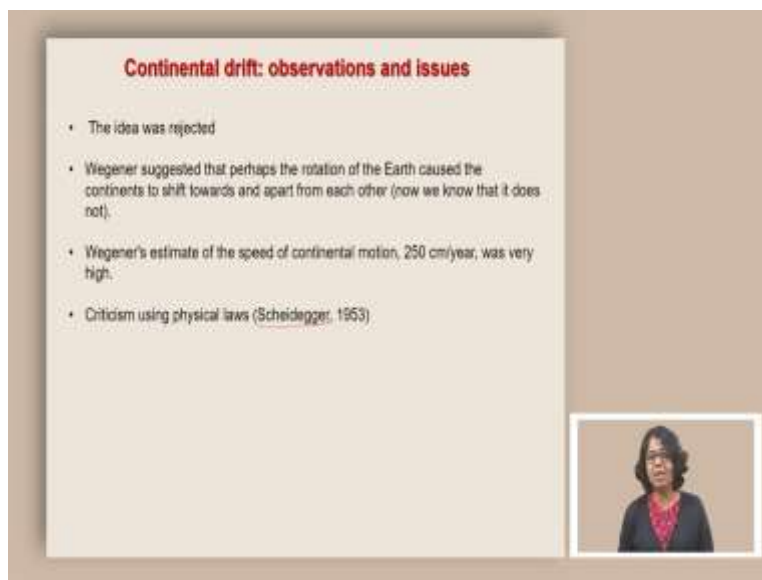 Continental drift: observations and issues
• The idea was rejected
• Wegener suggested that perhaps the rotation of the Earth caused the
continents to shift towards and apart from each other (now we know that it does
not).
• Wegener's estimate of the speed of continental motion, 250 cm/year, was very
high.
• Criticism using physical laws (Scheidegger, 1953)